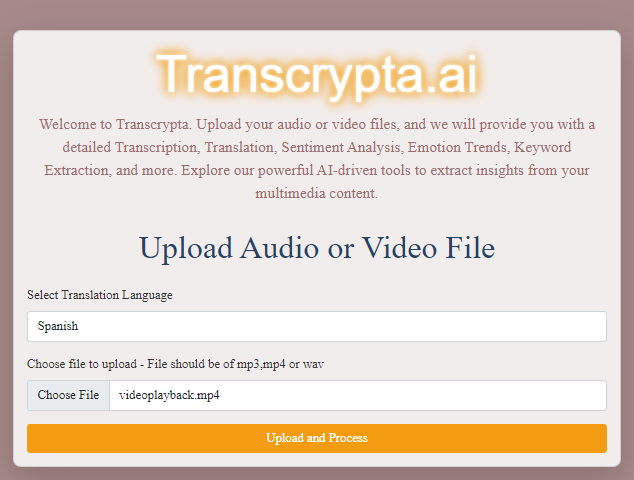 Transcrypta.ai
Welcome to Transcrypta. Upload your audio or video files, and we will provide you with a
detailed Transcription, Translation, Sentiment Analysis, Emotion Trends, Keyword
Extraction, and more. Explore our powerful AI-driven tools to extract insights from your
multimedia content.
Upload Audio or Video File
Select Translation Language
Spanish
Choose file to upload - File should be of mp3,mp4 or wav
Choose File videoplayback.mp4
Upload and Process